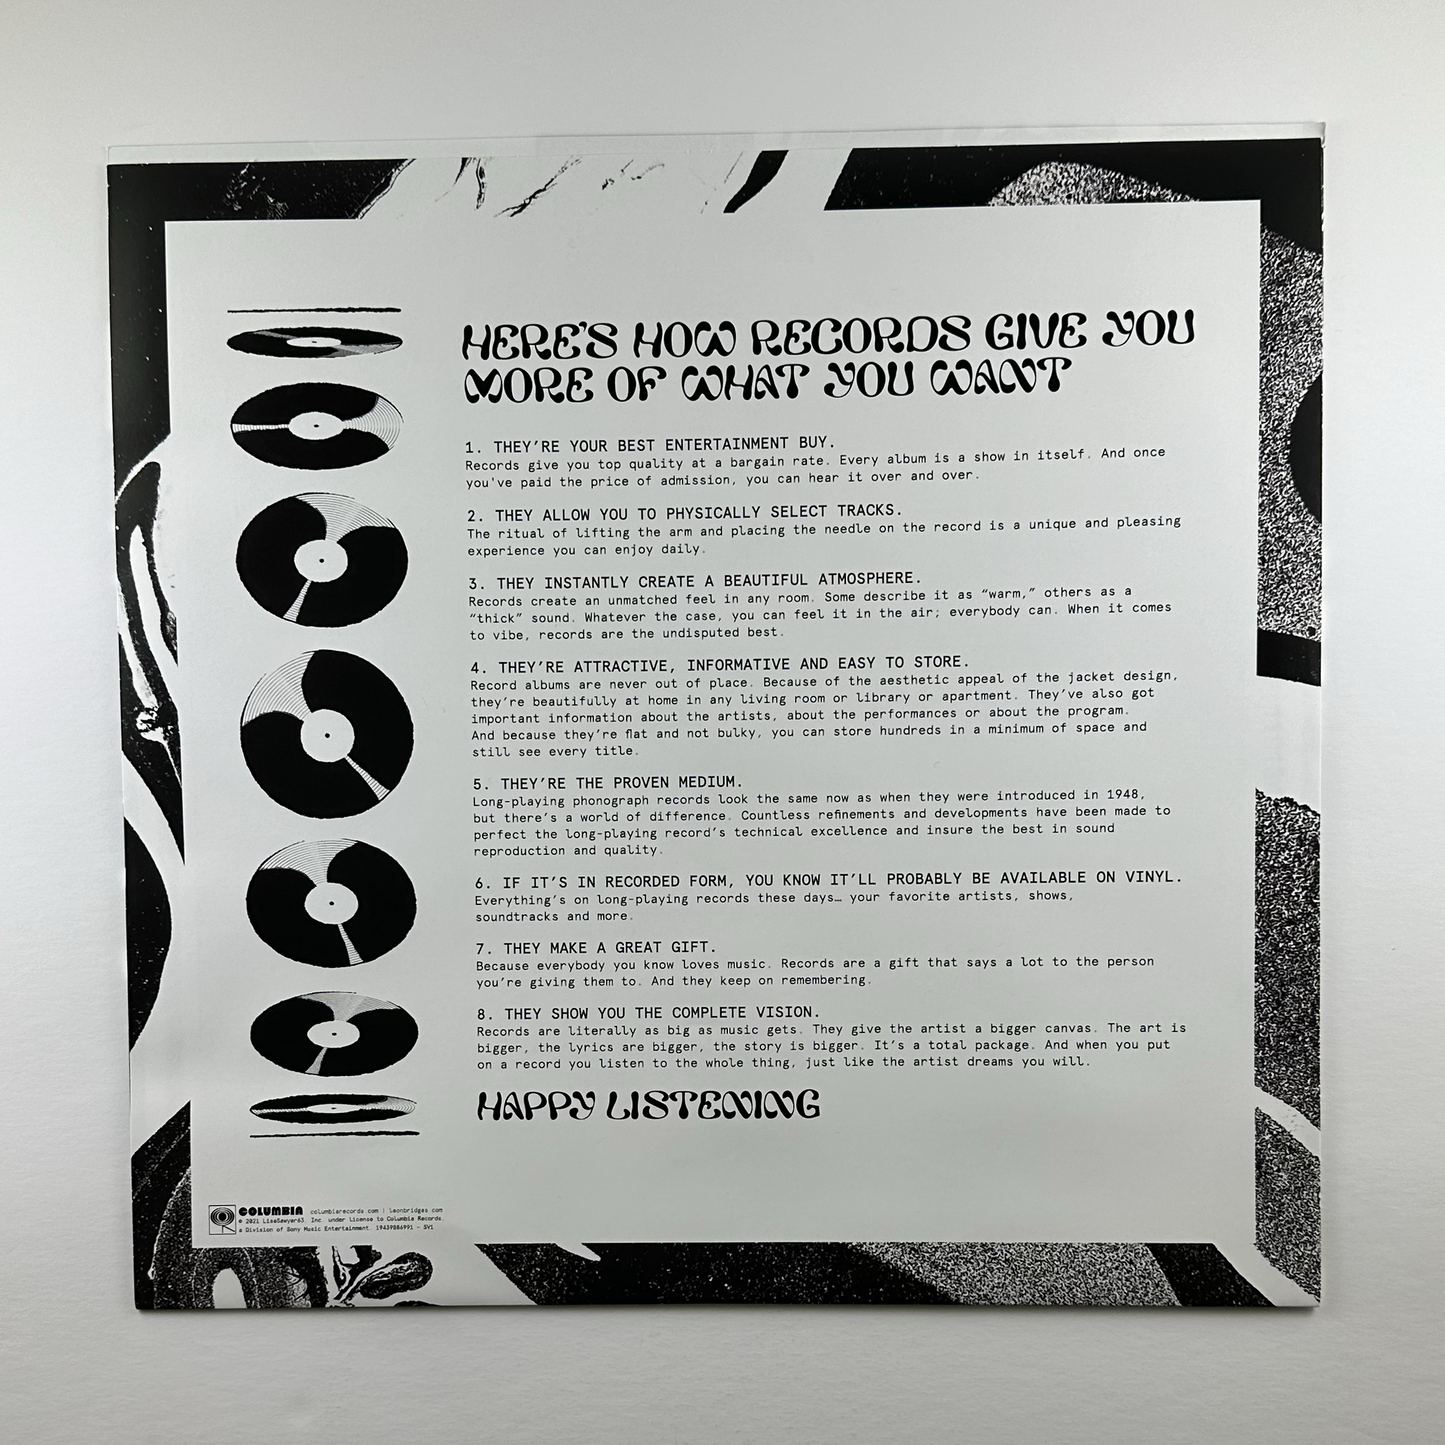 HERE'S HOW RECORDS GIVE YOU
MORE OF WHAT YOU WANT
1. THEY'RE YOUR BEST ENTERTAINMENT BUY.
Records give you top quality at a bargain rate. Every album is a show in itself. And once
you've paid the price of admission, you can hear it over and over.
2. THEY ALLOW YOU TO PHYSICALLY SELECT TRACKS.
The ritual of lifting the arm and placing the needle on the record is a unique and pleasing
experience you can enjoy daily.
3. THEY INSTANTLY CREATE A BEAUTIFUL ATMOSPHERE.
Records create an unmatched feel in any room. Some describe it as “warm,” others as a
“thick” sound. Whatever the case, you can feel it in the air; everybody can. When it comes
to vibe, records are the undisputed best.
4. THEY'RE ATTRACTIVE, INFORMATIVE AND EASY TO STORE.
Record albums are never out of place. Because of the aesthetic appeal of the jacket design,
they're beautifully at home in any living room or library or apartment. They've also got
important information about the artists, about the performances or about the program.
And because they're flat and not bulky, you can store hundreds in a minimum of space and
still see every title.
5. THEY'RE THE PROVEN MEDIUM.
Long-playing phonograph records look the same now as when they were introduced in 1948,
but there's a world of difference. Countless refinements and developments have been made to
perfect the long-playing record's technical excellence and insure the best in sound
reproduction and quality.
6. IF IT'S IN RECORDED FORM, YOU KNOW IT'LL PROBABLY BE AVAILABLE ON VINYL.
Everything's on long-playing records these days… your favorite artists, shows,
soundtracks and more.
7. THEY MAKE A GREAT GIFT.
Because everybody you know loves music. Records are a gift that says a lot to the person
you're giving them to. And they keep on remembering.
8. THEY SHOW YOU THE COMPLETE VISION.
Records are literally as big as music gets. They give the artist a bigger canvas. The art is
bigger, the lyrics are bigger, the story is bigger. It's a total package. And when you put
on a record you listen to the whole thing, just like the artist dreams you will.
HAPPY LISTENING
COLUMBIA columbiarecords.com | leonbridges.com
© 2021 LisaSawyer63, Inc. under License to Columbia Records,
a Division of Sony Music Entertainment. 19439886991 - SV1